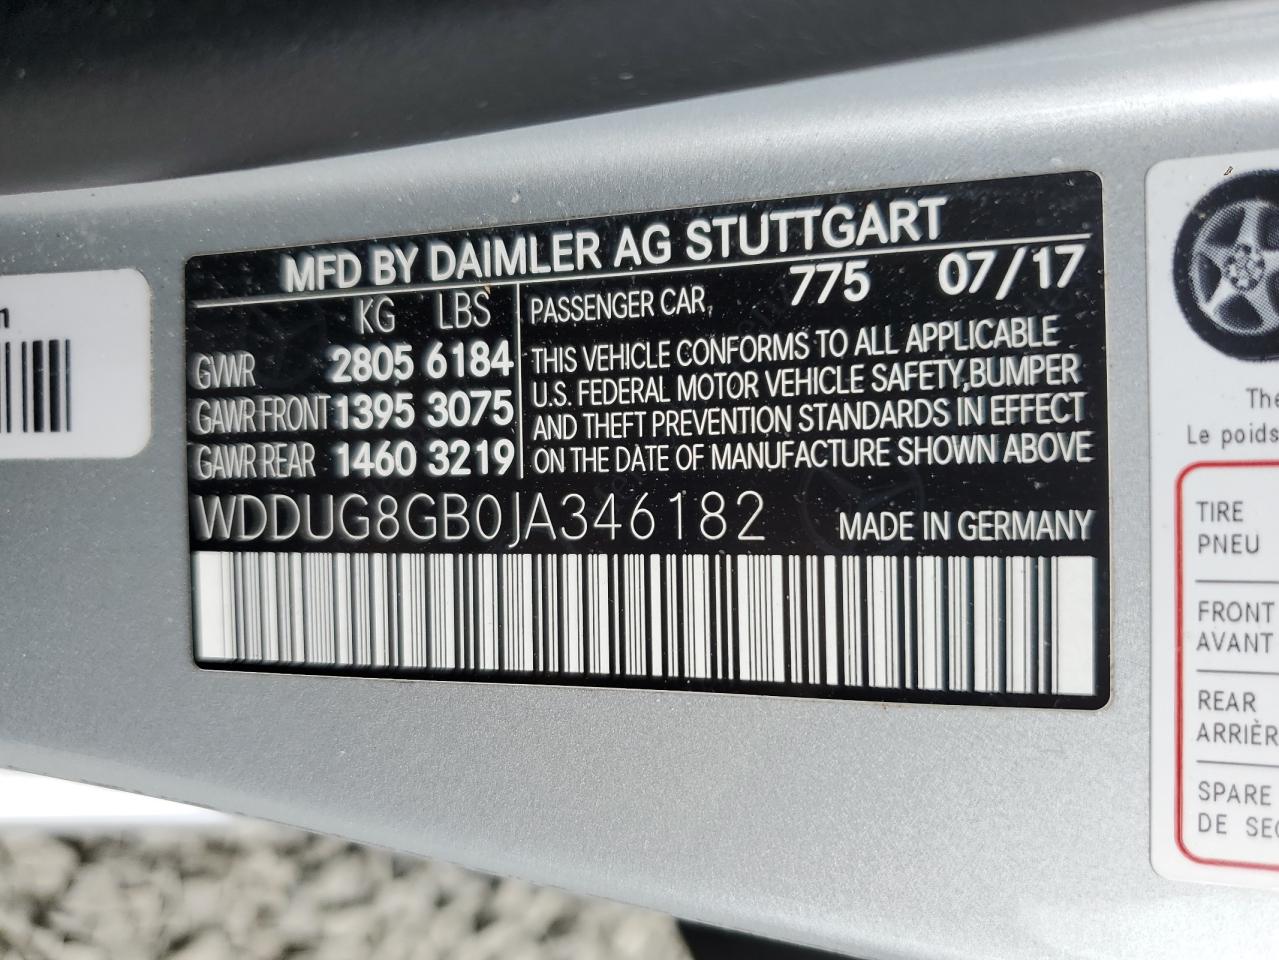 MFD BY DAIMLER AG STUTTGART
KG LBS
PASSENGER CAR, 775 07/17
GVWR 2805 6184
GAWR FRONT 1395 3075
GAWR REAR 1460 3219
THIS VEHICLE CONFORMS TO ALL APPLICABLE
U.S. FEDERAL MOTOR VEHICLE SAFETY,BUMPER
AND THEFT PREVENTION STANDARDS IN EFFECT
ON THE DATE OF MANUFACTURE SHOWN ABOVE
WDDUG8GB0JA346182 MADE IN GERMANY
The
Le poids
TIRE
PNEU
FRONT
AVANT
REAR
ARRIÈR
SPARE
DE SEC